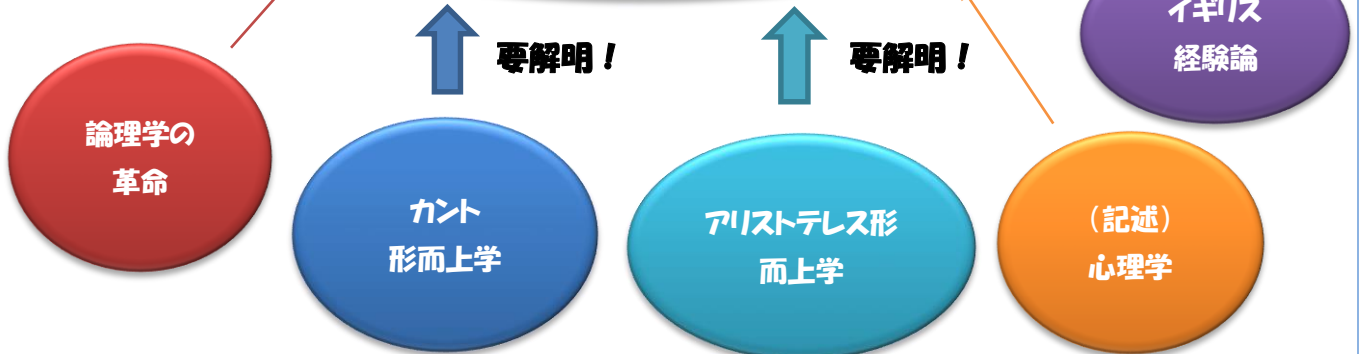 イギリス
経験論
要解明！
要解明！
論理学の
革命
カント
形而上学
アリストテレス形
而上学
（記述）
心理学